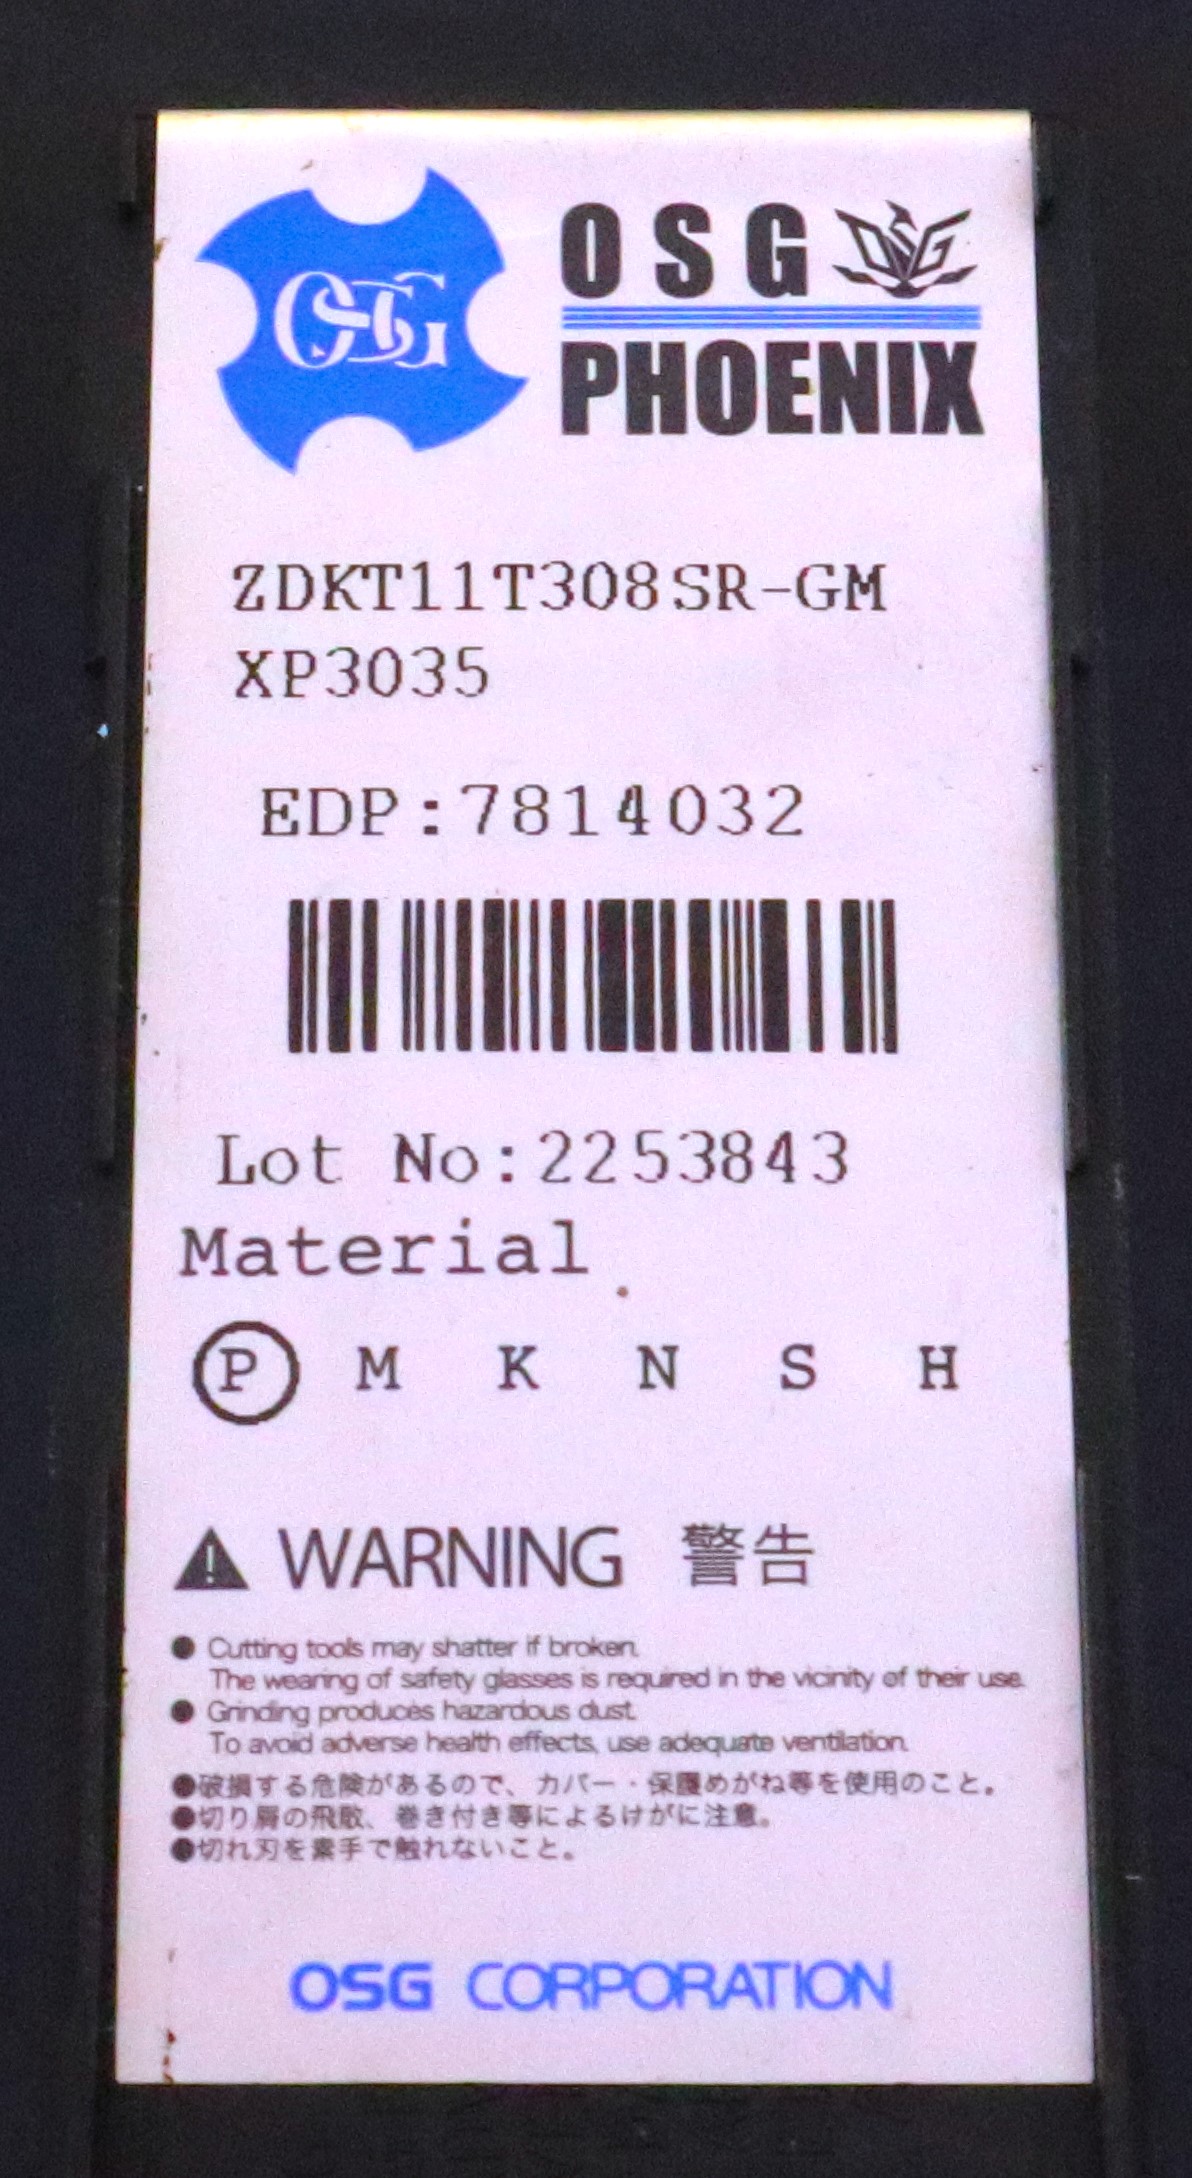 OSG
OSG OSG
PHOENIX
ZDKT11T308SR-GM
XP3035
EDP:7814032
Lot No:2253843
Material
P M K N S H
WARNING 警告
● Cutting tools may shatter if broken.
The wearing of safety glasses is required in the vicinity of their use.
● Grinding produces hazardous dust.
To avoid adverse health effects, use adequate ventilation.
●破損する危険があるので、カバー・保護めがね等を使用のこと。
●切り屑の飛散、巻き付き等によるけがに注意。
●切れ刃を素手で触れないこと。
OSG CORPORATION